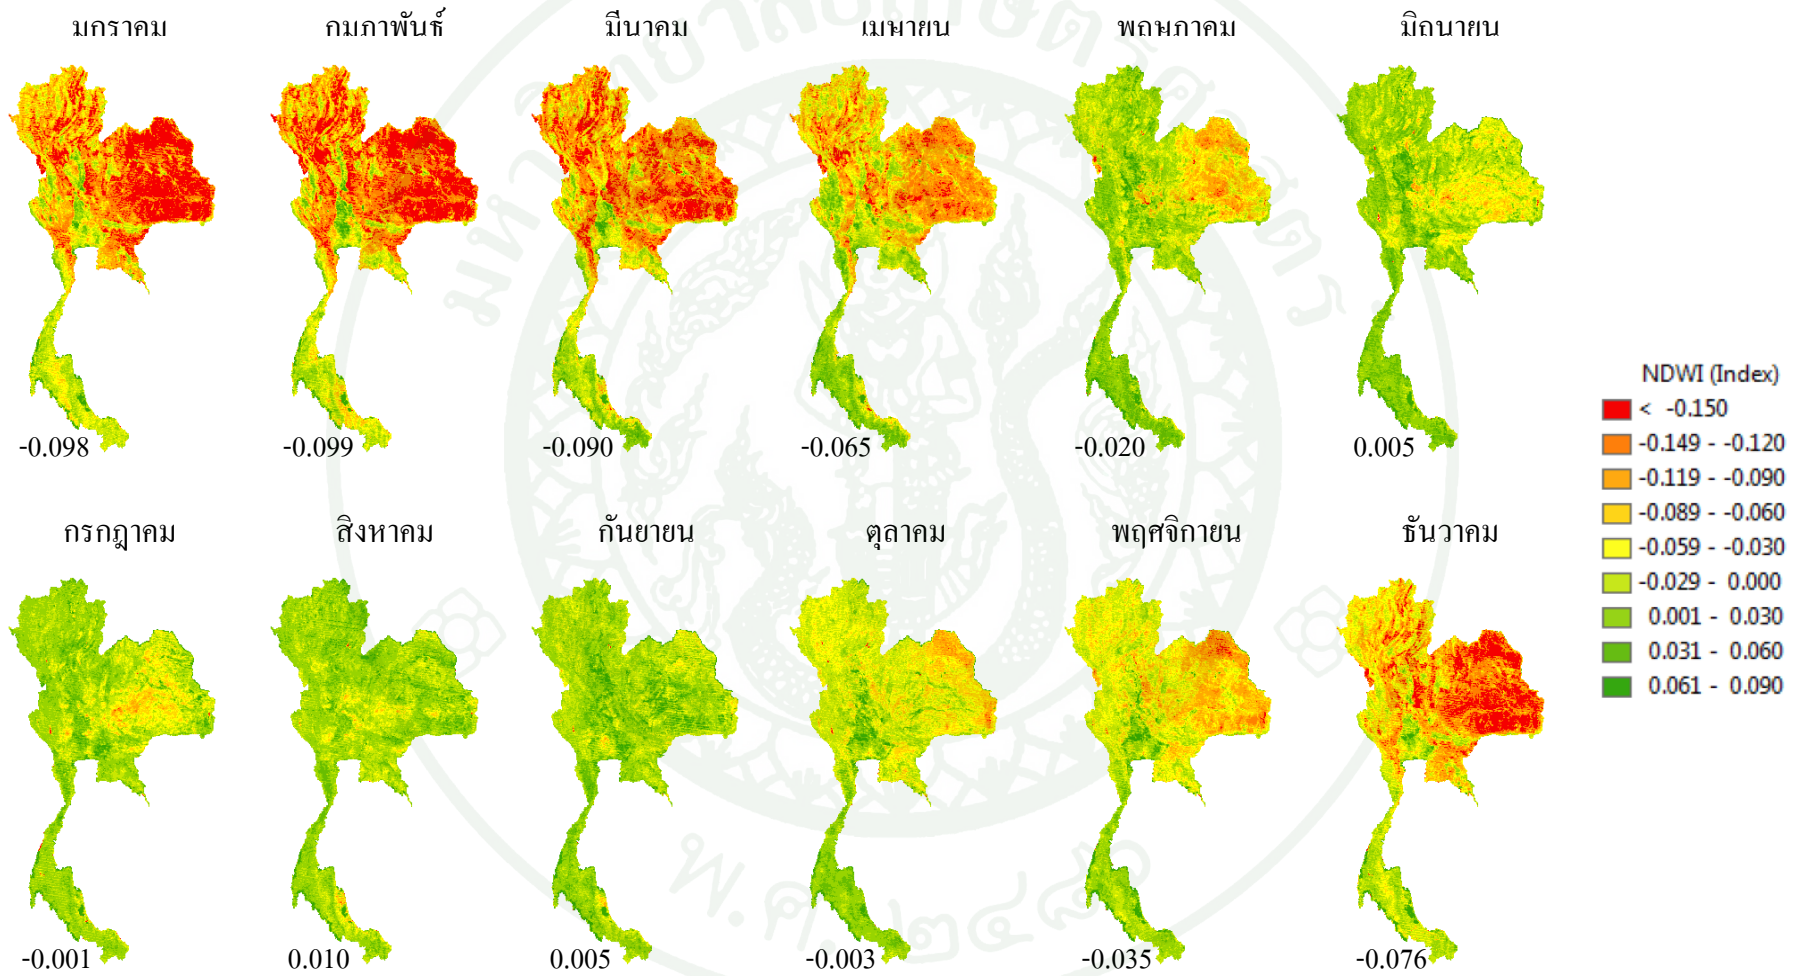 มกราคม กุมภาพันธ์ มีนาคม เมษายน พฤษภาคม มิถุนายน
-0.098 -0.099 -0.090 -0.065 -0.020 0.005
กรกฎาคม สิงหาคม กันยายน ตุลาคม พฤศจิกายน ธันวาคม
-0.001 0.010 0.005 -0.003 -0.035 -0.076
NDWI (Index)
< -0.150
-0.149 - -0.120
-0.119 - -0.090
-0.089 - -0.060
-0.059 - -0.030
-0.029 - 0.000
0.001 - 0.030
0.031 - 0.060
0.061 - 0.090
พ.ศ. ๒๔๘๖